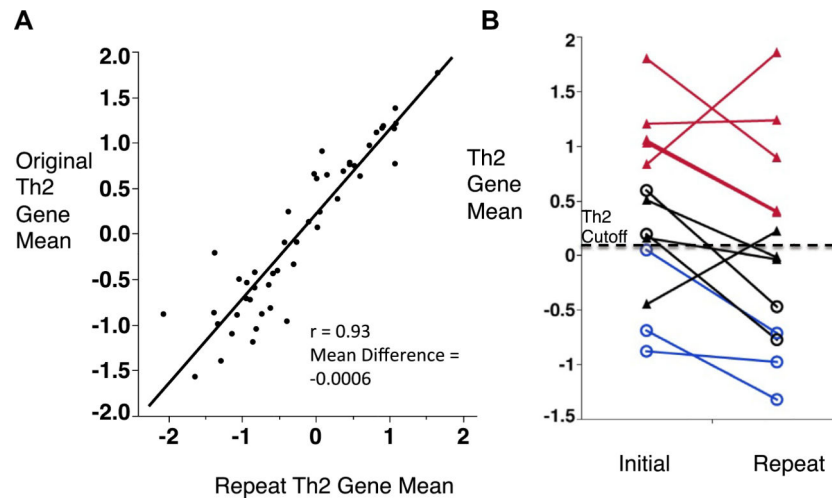 A
2.0
1.5
1.0
0.5
0.0
-0.5
-1.0
-1.5
-2.0
Original
Th2
Gene
Mean
r = 0.93
Mean Difference =
-0.0006
-2
-1
0
1
2
Repeat Th2 Gene Mean
B
2
1.5
1
0.5
0
-0.5
-1
-1.5
Th2
Gene
Mean
Th2
Cutoff
Initial
Repeat